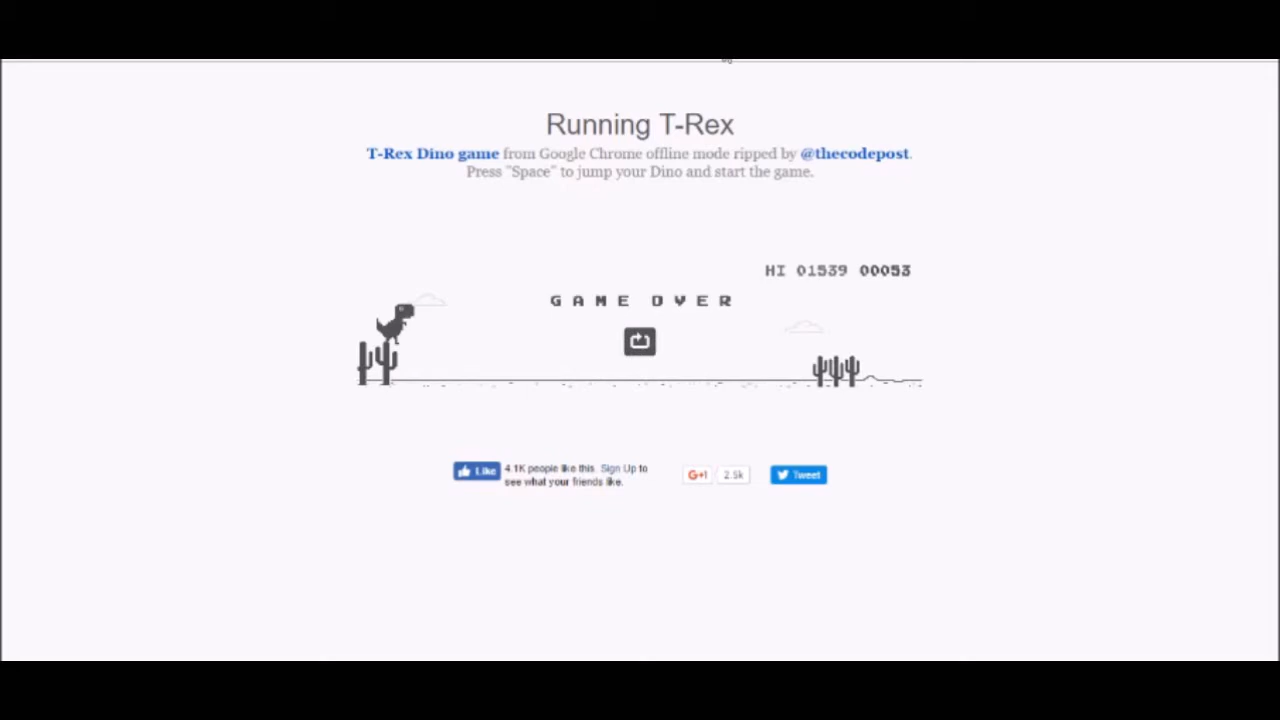 Running T-Rex
T-Rex Dino game from Google Chrome offline mode ripped by @thecodepost.
Press "Space" to jump your Dino and start the game.
HI 01539 00053
GAME OVER
Like
4.1K people like this. Sign Up to
see what your friends like.
G+1
2.5k
Tweet